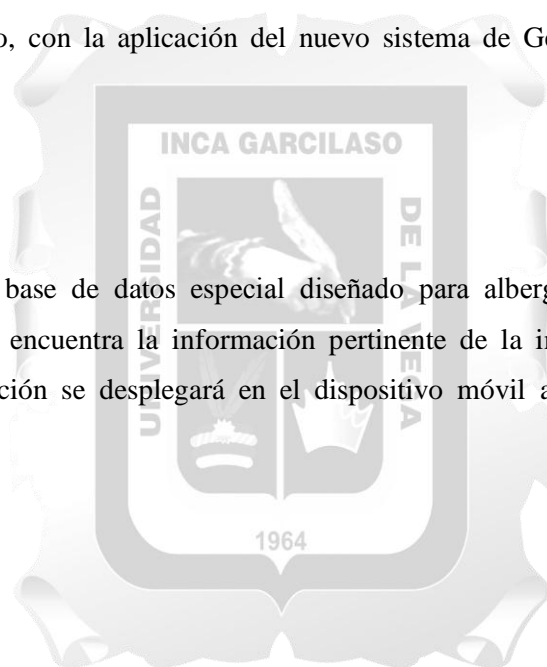 o, con la aplicación del nuevo sistema de Ge
INCA GARCILASO
UNIVERSIDAD
DE LA VEGA
base de datos especial diseñado para alberg
encuentra la información pertinente de la i
ción se desplegará en el dispositivo móvil a
1964